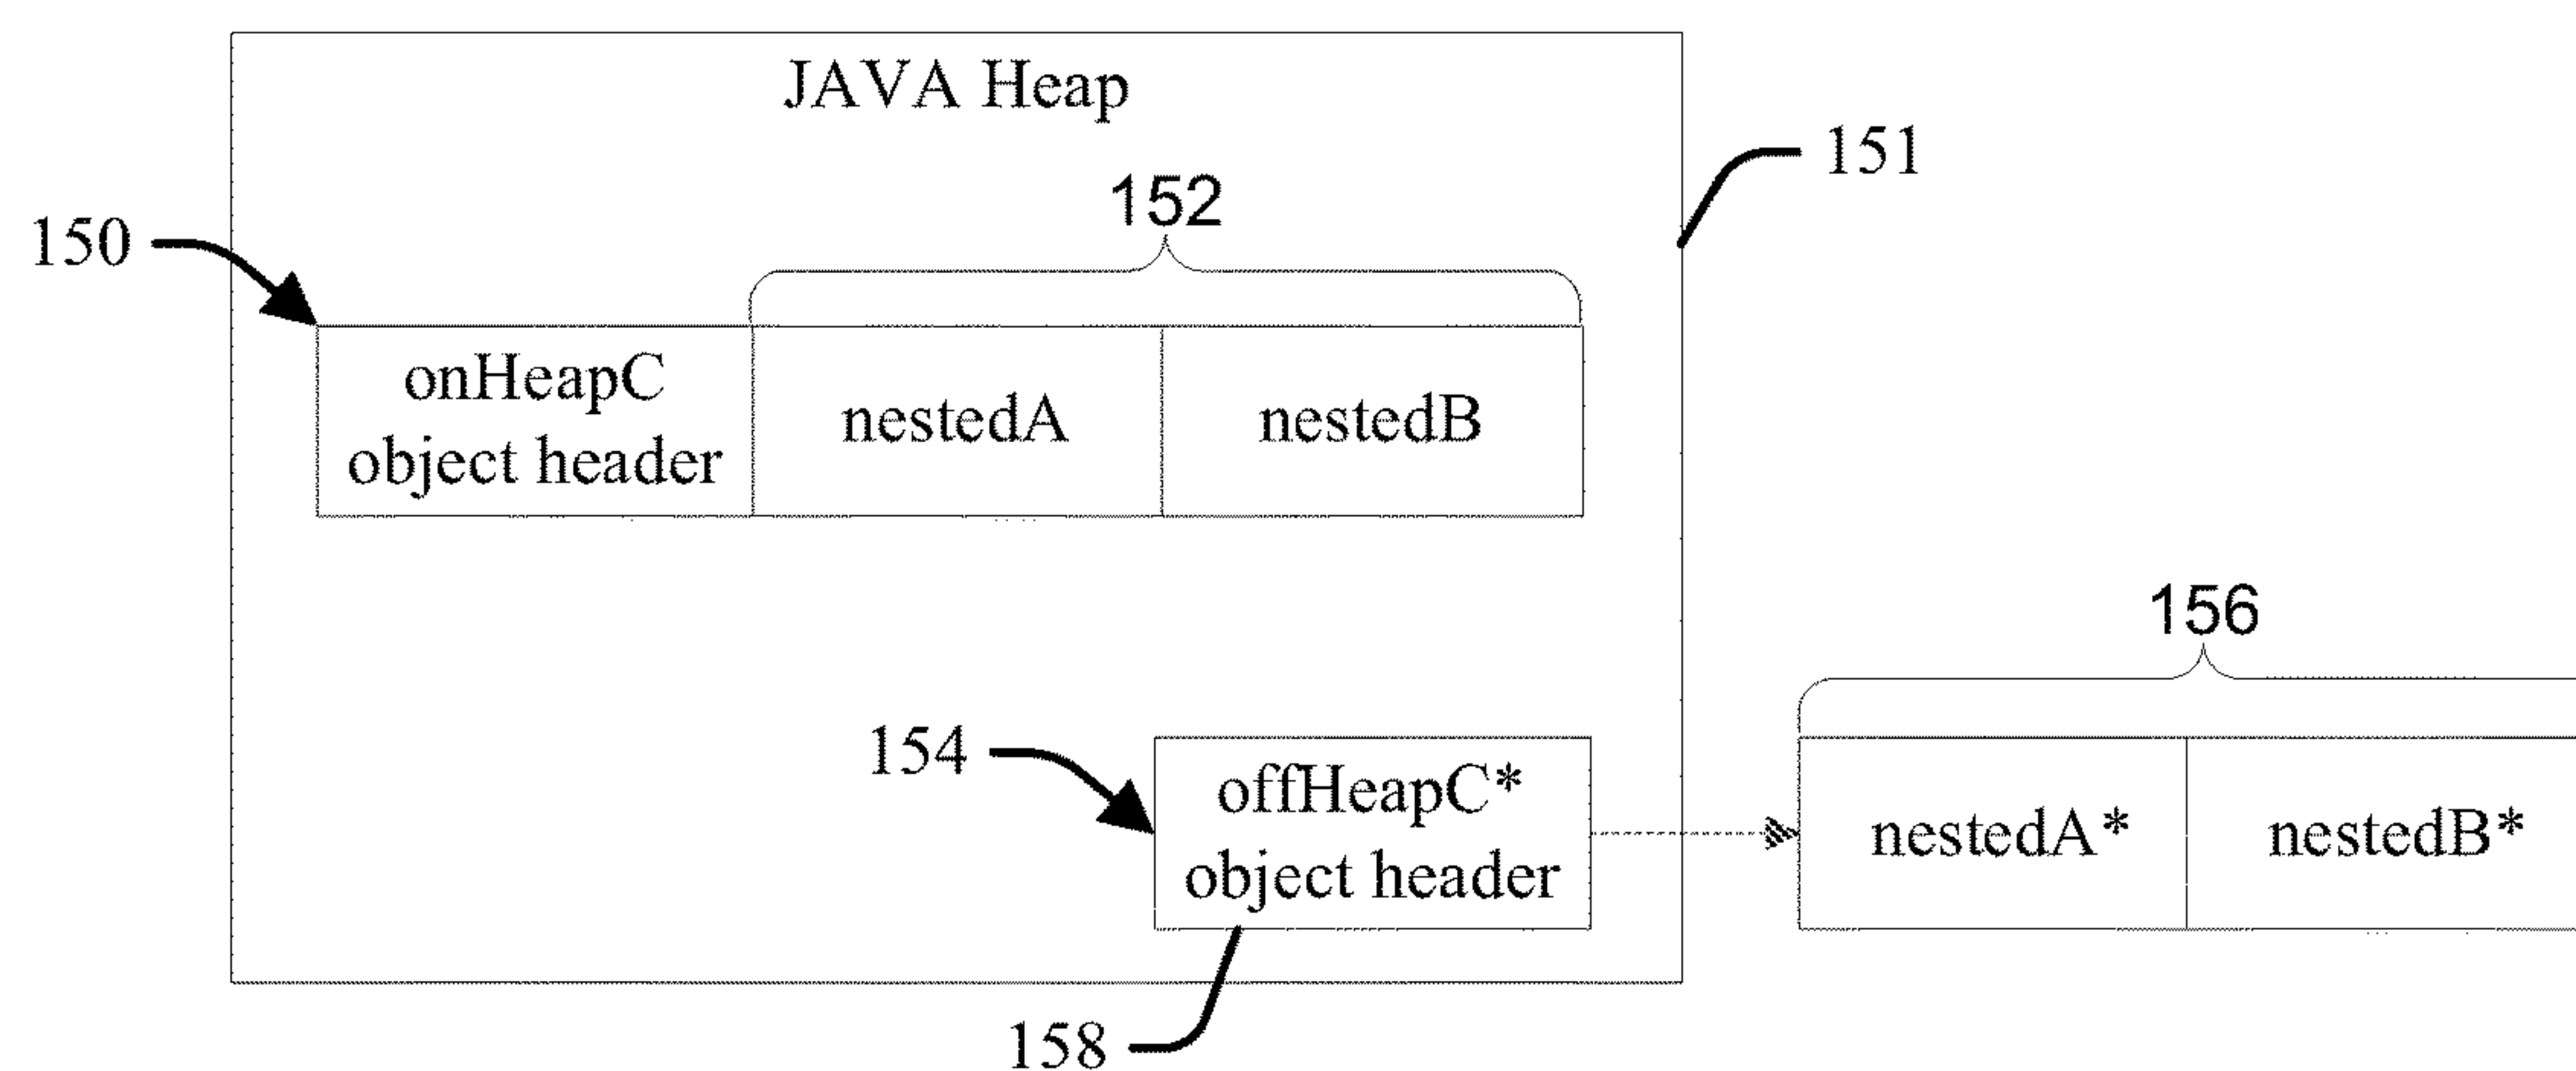 JAVA Heap
151
152
150
onHeapC
object header
nestedA
nestedB
156
154
offHeapC*
object header
nestedA*
nestedB*
158